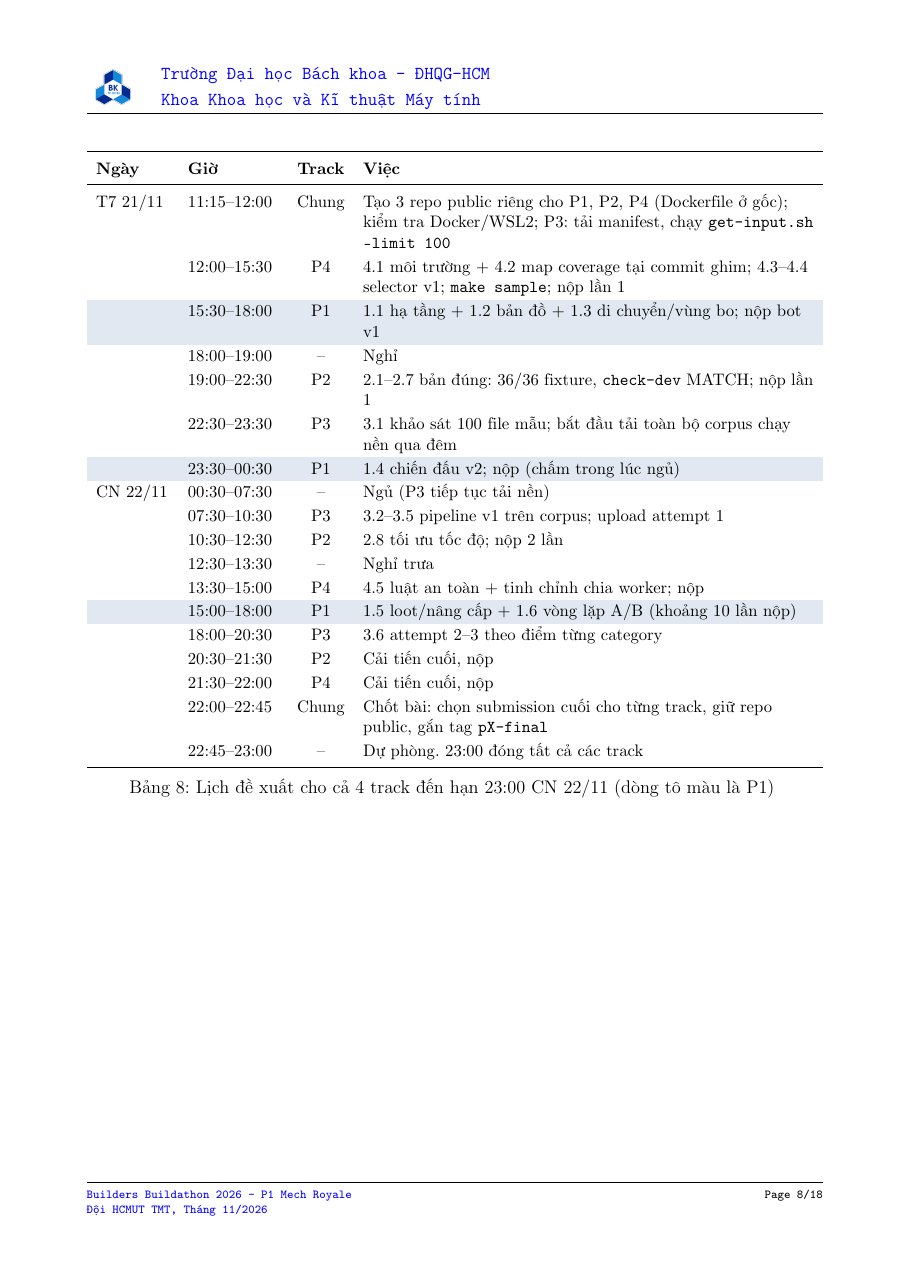 BK
Trường Đại học Bách khoa - ĐHQG-HCM
Khoa Khoa học và Kĩ thuật Máy tính
Ngày Giờ Track Việc
T7 21/11 11:15–12:00 Chung Tạo 3 repo public riêng cho P1, P2, P4 (Dockerfile ở gốc);
kiểm tra Docker/WSL2; P3: tải manifest, chạy get-input.sh
-limit 100
12:00–15:30 P4 4.1 môi trường + 4.2 map coverage tại commit ghim; 4.3–4.4
selector v1; make sample; nộp lần 1
15:30–18:00 P1 1.1 hạ tầng + 1.2 bản đồ + 1.3 di chuyển/vùng bo; nộp bot
v1
18:00–19:00 – Nghỉ
19:00–22:30 P2 2.1–2.7 bản đúng: 36/36 fixture, check-dev MATCH; nộp lần
1
22:30–23:30 P3 3.1 khảo sát 100 file mẫu; bắt đầu tải toàn bộ corpus chạy
nền qua đêm
23:30–00:30 P1 1.4 chiến đấu v2; nộp (chấm trong lúc ngủ)
CN 22/11 00:30–07:30 – Ngủ (P3 tiếp tục tải nền)
07:30–10:30 P3 3.2–3.5 pipeline v1 trên corpus; upload attempt 1
10:30–12:30 P2 2.8 tối ưu tốc độ; nộp 2 lần
12:30–13:30 – Nghỉ trưa
13:30–15:00 P4 4.5 luật an toàn + tinh chỉnh chia worker; nộp
15:00–18:00 P1 1.5 loot/nâng cấp + 1.6 vòng lặp A/B (khoảng 10 lần nộp)
18:00–20:30 P3 3.6 attempt 2–3 theo điểm từng category
20:30–21:30 P2 Cải tiến cuối, nộp
21:30–22:00 P4 Cải tiến cuối, nộp
22:00–22:45 Chung Chốt bài: chọn submission cuối cho từng track, giữ repo
public, gắn tag pX-final
22:45–23:00 – Dự phòng. 23:00 đóng tất cả các track
Bảng 8: Lịch đề xuất cho cả 4 track đến hạn 23:00 CN 22/11 (dòng tô màu là P1)
Builders Buildathon 2026 - P1 Mech Royale Page 8/18
Đội HCMUT TMT, Tháng 11/2026